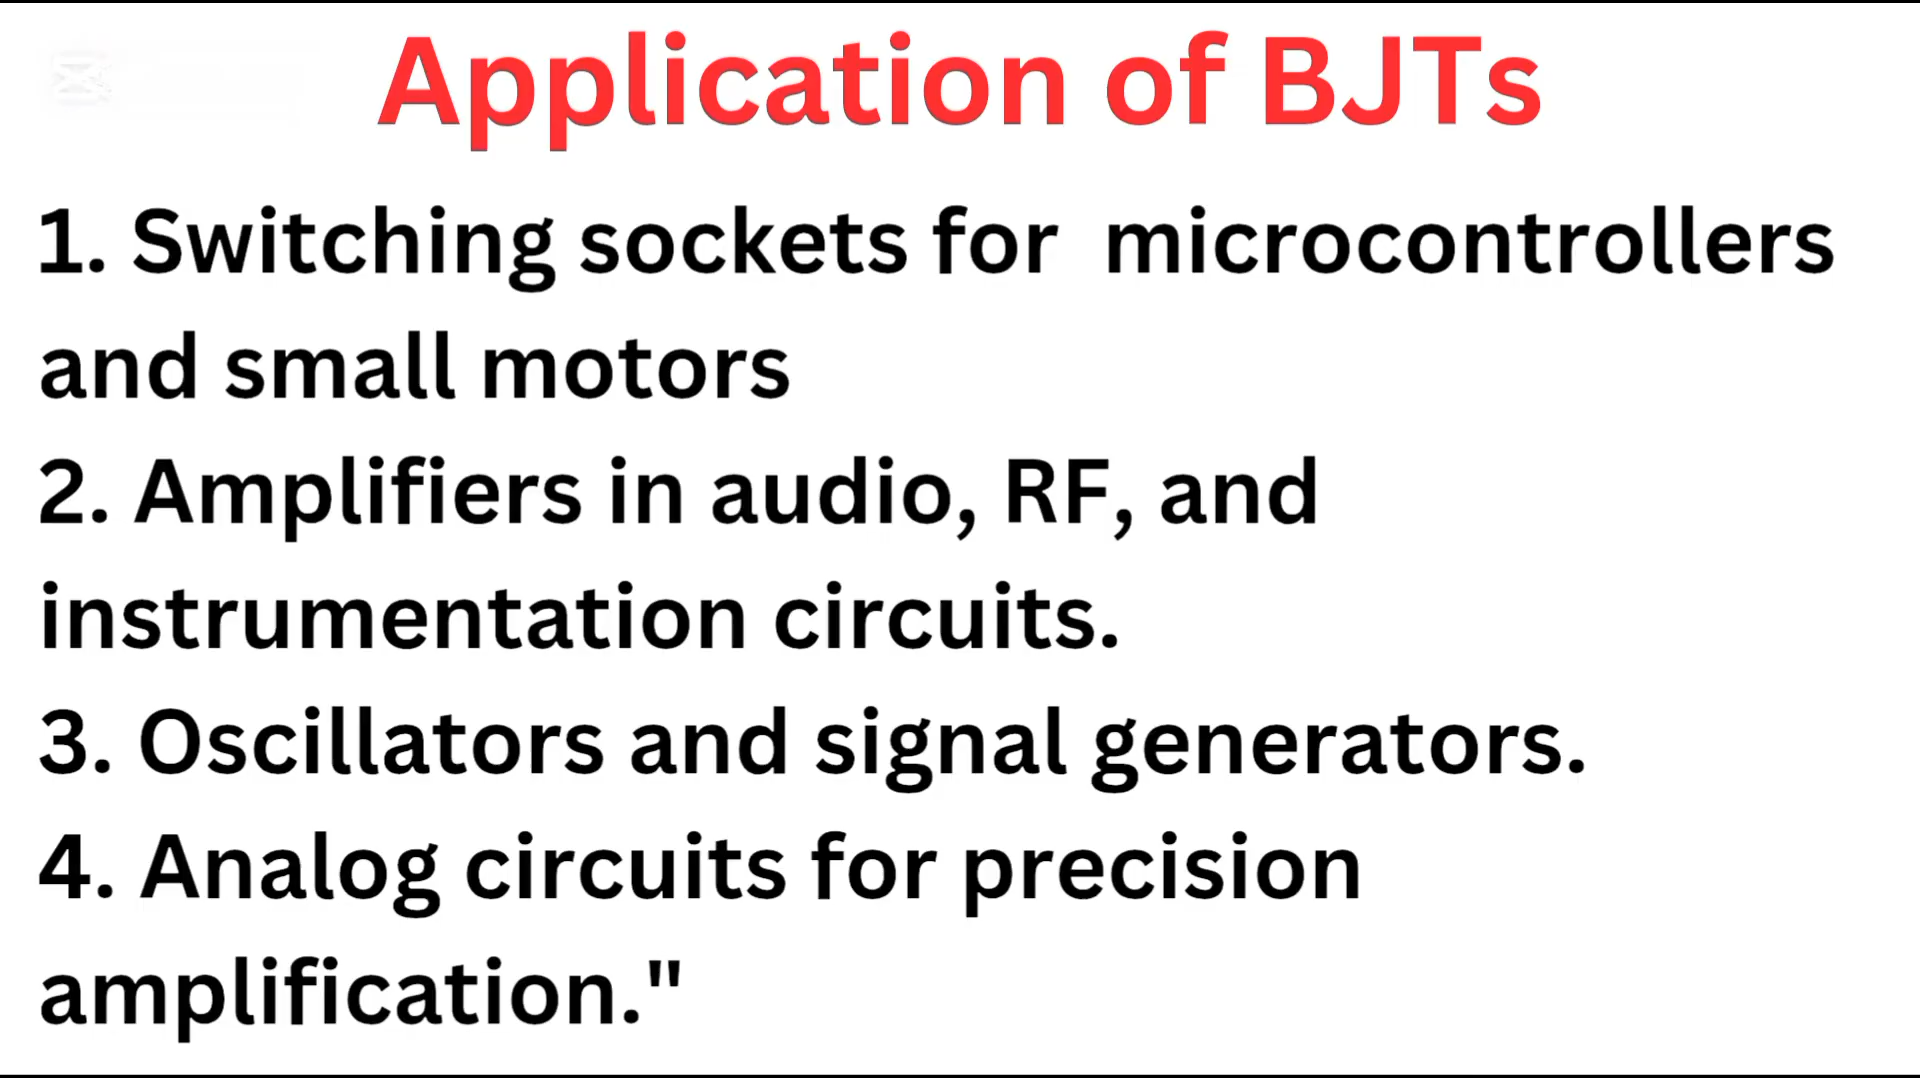 Application of BJTs
1. Switching sockets for  microcontrollers
and small motors
2. Amplifiers in audio, RF, and
instrumentation circuits.
3. Oscillators and signal generators.
4. Analog circuits for precision
amplification."